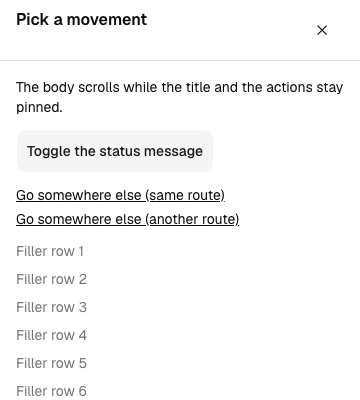 Pick a movement
The body scrolls while the title and the actions stay
pinned.
Toggle the status message
Go somewhere else (same route)
Go somewhere else (another route)
Filler row 1
Filler row 2
Filler row 3
Filler row 4
Filler row 5
Filler row 6